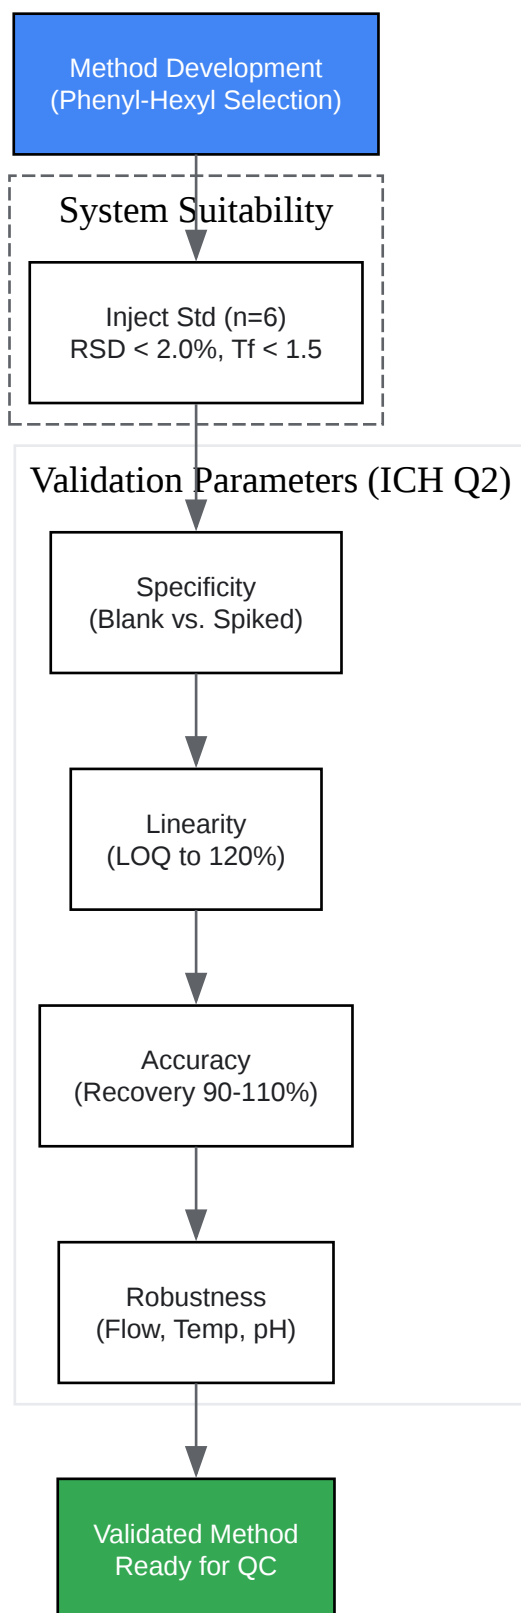 Method Development
(Phenyl-Hexyl Selection)
System Suitability
Inject Std (n=6)
RSD < 2.0%, Tf < 1.5
Validation Parameters (ICH Q2)
Specificity
(Blank vs. Spiked)
Linearity
(LOQ to 120%)
Accuracy
(Recovery 90-110%)
Robustness
(Flow, Temp, pH)
Validated Method
Ready for QC